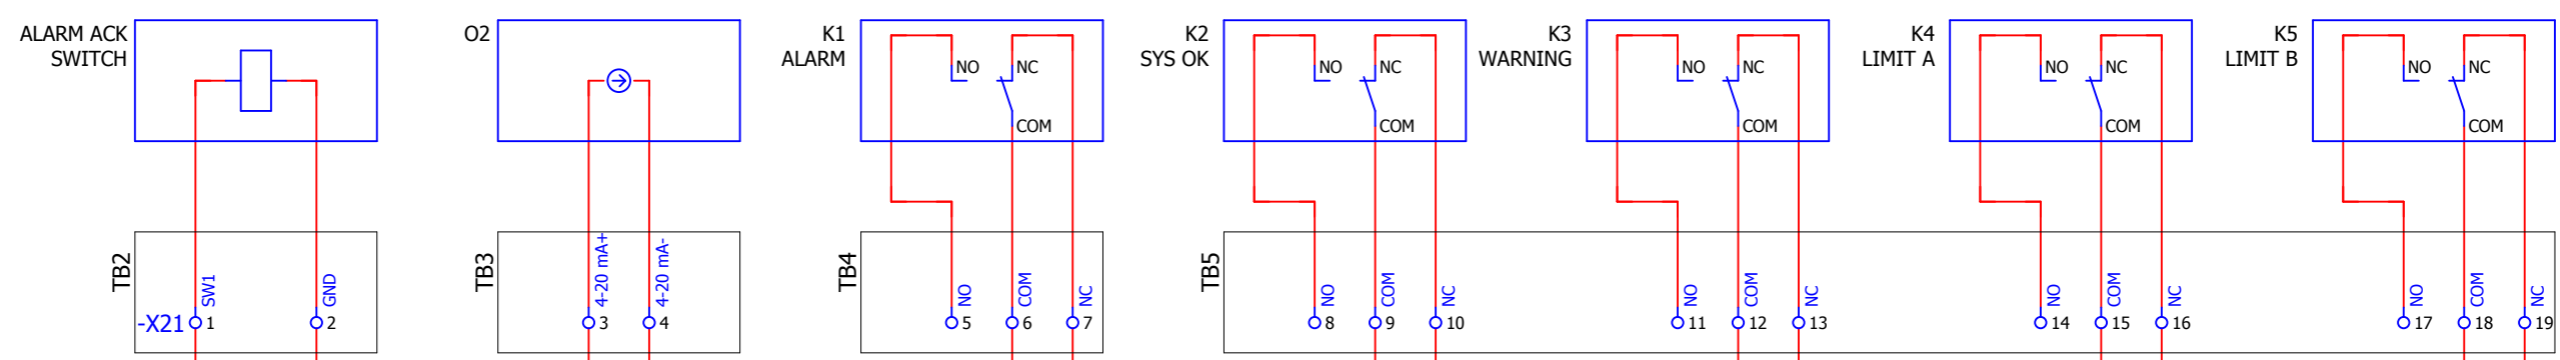 ALARM ACK
SWITCH
O2
K1
ALARM
NO
NC
COM
K2
SYS OK
NO
NC
COM
K3
WARNING
NO
NC
COM
K4
LIMIT A
NO
NC
COM
K5
LIMIT B
NO
NC
COM
TB2
SW1
GND
-X21
1
2
TB3
4-20 mA+
4-20 mA-
3
4
TB4
NO
COM
NC
5
6
7
TB5
NO
COM
NC
8
9
10
NO
COM
NC
11
12
13
NO
COM
NC
14
15
16
NO
COM
NC
17
18
19